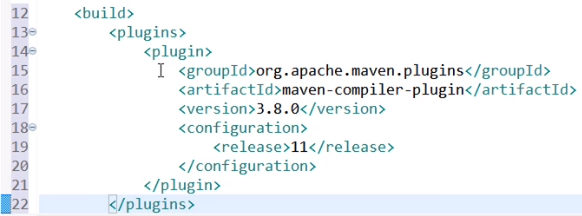 12 <build>
13 <plugins>
14 <plugin>
15 <groupId>org.apache.maven.plugins</groupId>
16 <artifactId>maven-compiler-plugin</artifactId>
17 <version>3.8.0</version>
18 <configuration>
19 <release>11</release>
20 </configuration>
21 </plugin>
22 </plugins>